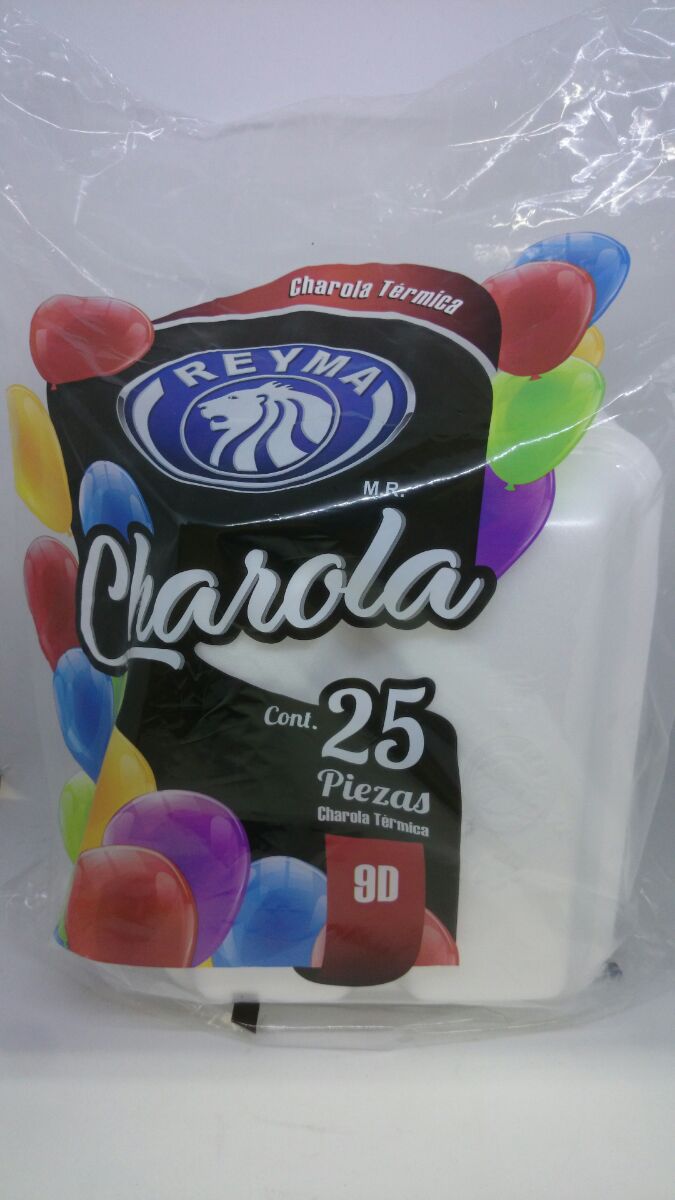 Charola Térmica
REYMA
M.R.
Charola
Cont. 25
Piezas
Charola Térmica
9D